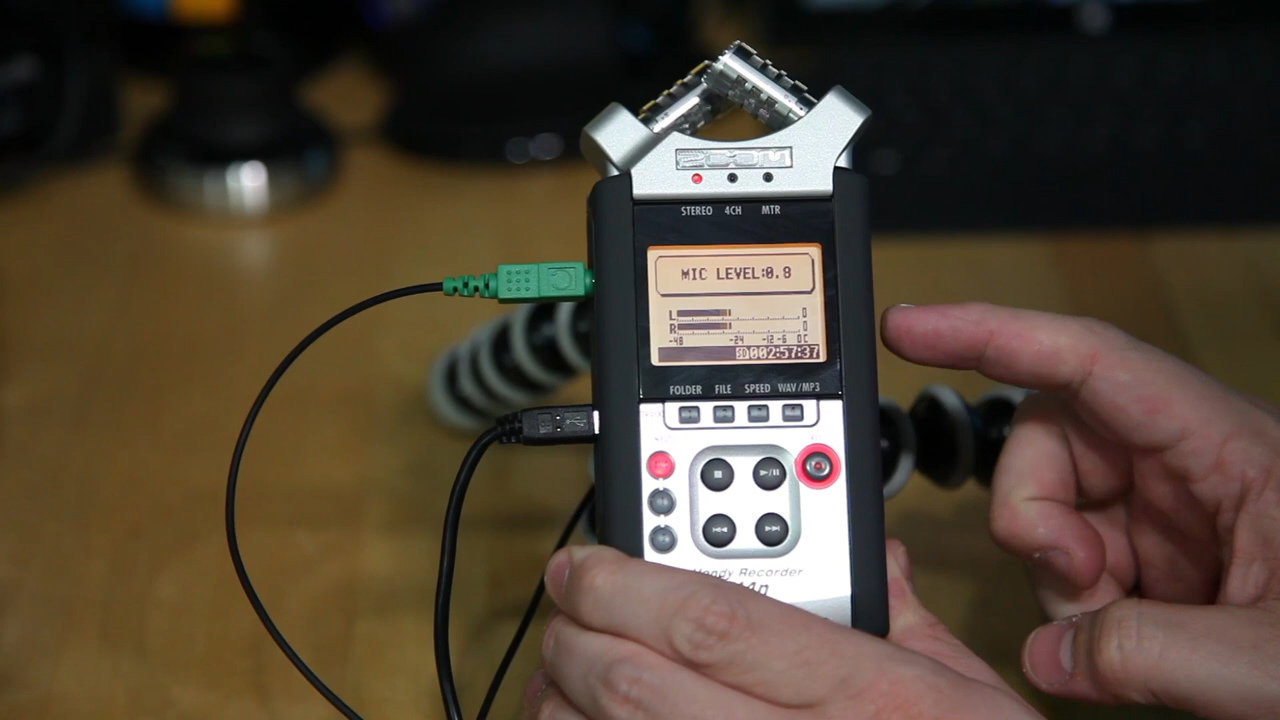 ZOOM
STEREO 4CH MTR
MIC LEVEL:0.8
L 0
R 0
-48 -24 -12 -6 0
002:57:37
FOLDER FILE SPEED WAV/MP3
Handy Recorder